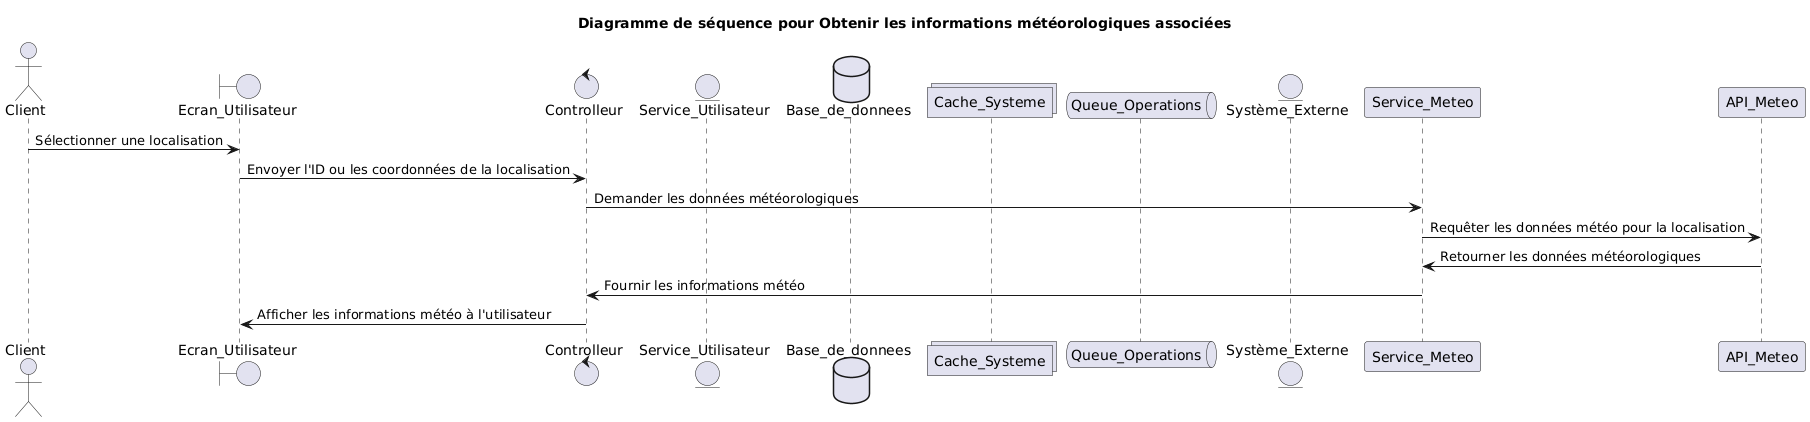 Diagramme de séquence pour Obtenir les informations météorologiques associées
Client
Ecran_Utilisateur
Controlleur
Service_Utilisateur
Base_de_donnees
Cache_Systeme
Queue_Operations
Système_Externe
Service_Meteo
API_Meteo
Sélectionner une localisation
Envoyer l'ID ou les coordonnées de la localisation
Demander les données météorologiques
Requêter les données météo pour la localisation
Retourner les données météorologiques
Fournir les informations météo
Afficher les informations météo à l'utilisateur
Client
Ecran_Utilisateur
Controlleur
Service_Utilisateur
Base_de_donnees
Cache_Systeme
Queue_Operations
Système_Externe
Service_Meteo
API_Meteo